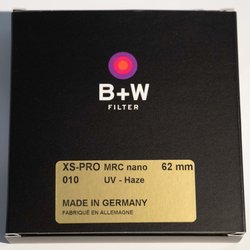 B+W
FILTER
XS-PRO MRC nano 62 mm
010 UV - Haze
MADE IN GERMANY
FABRIQUÉ EN ALLEMAGNE